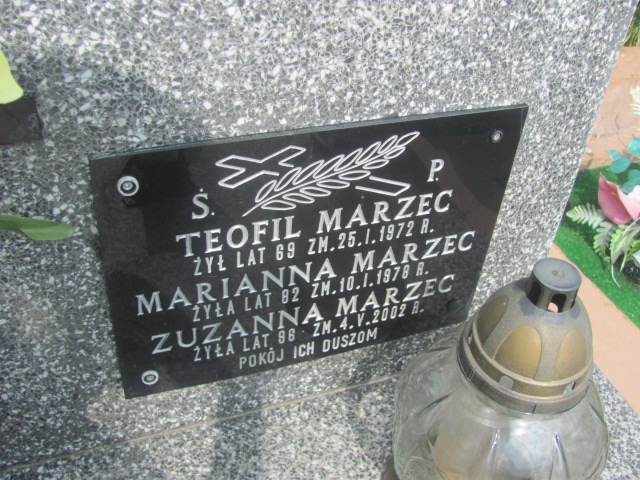 Ś. P.
TEOFIL MARZEC
ŻYŁ LAT 69 ZM. 25. I. 1972 R.
MARIANNA MARZEC
ŻYŁA LAT 82 ZM. 10. I. 1978 R.
ZUZANNA MARZEC
ŻYŁA LAT 96 ZM. 4. V. 2002 R.
POKÓJ ICH DUSZOM